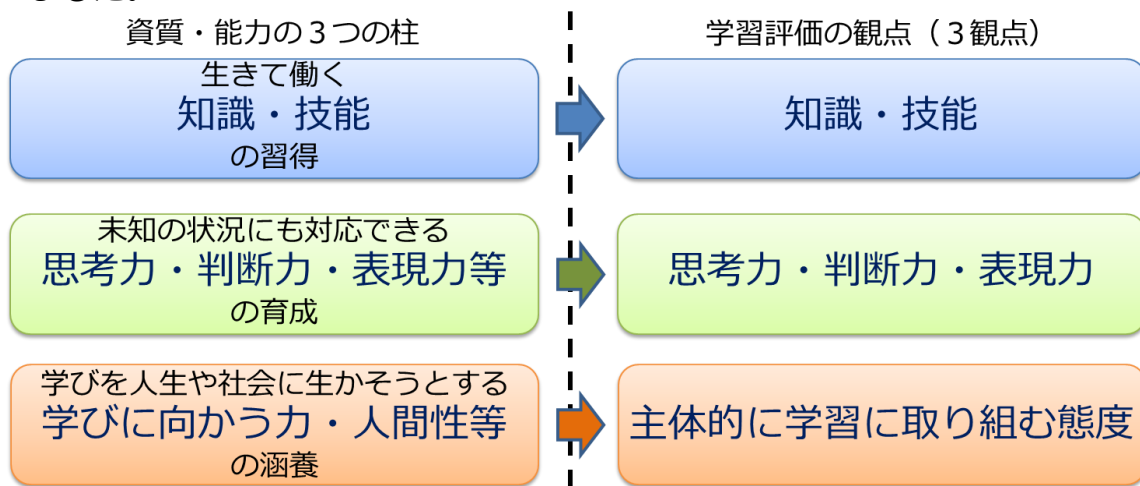 資質・能力の３つの柱
学習評価の観点（３観点）
生きて働く
知識・技能
の習得
知識・技能
未知の状況にも対応できる
思考力・判断力・表現力等
の育成
思考力・判断力・表現力
学びを人生や社会に生かそうとする
学びに向かう力・人間性等
の涵養
主体的に学習に取り組む態度